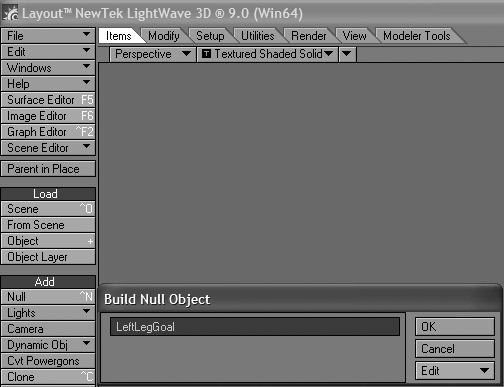 Layout™ NewTek LightWave 3D ® 9.0 (Win64)
File
Edit
Windows
Help
Surface Editor F5
Image Editor F6
Graph Editor ^F2
Scene Editor
Parent in Place
Load
Scene ^O
From Scene
Object +
Object Layer
Add
Null ^N
Lights
Camera
Dynamic Obj
Cvt Powergons
Clone ^C
Items Modify Setup Utilities Render View Modeler Tools
Perspective T Textured Shaded Solid
Build Null Object
LeftLegGoal
OK
Cancel
Edit